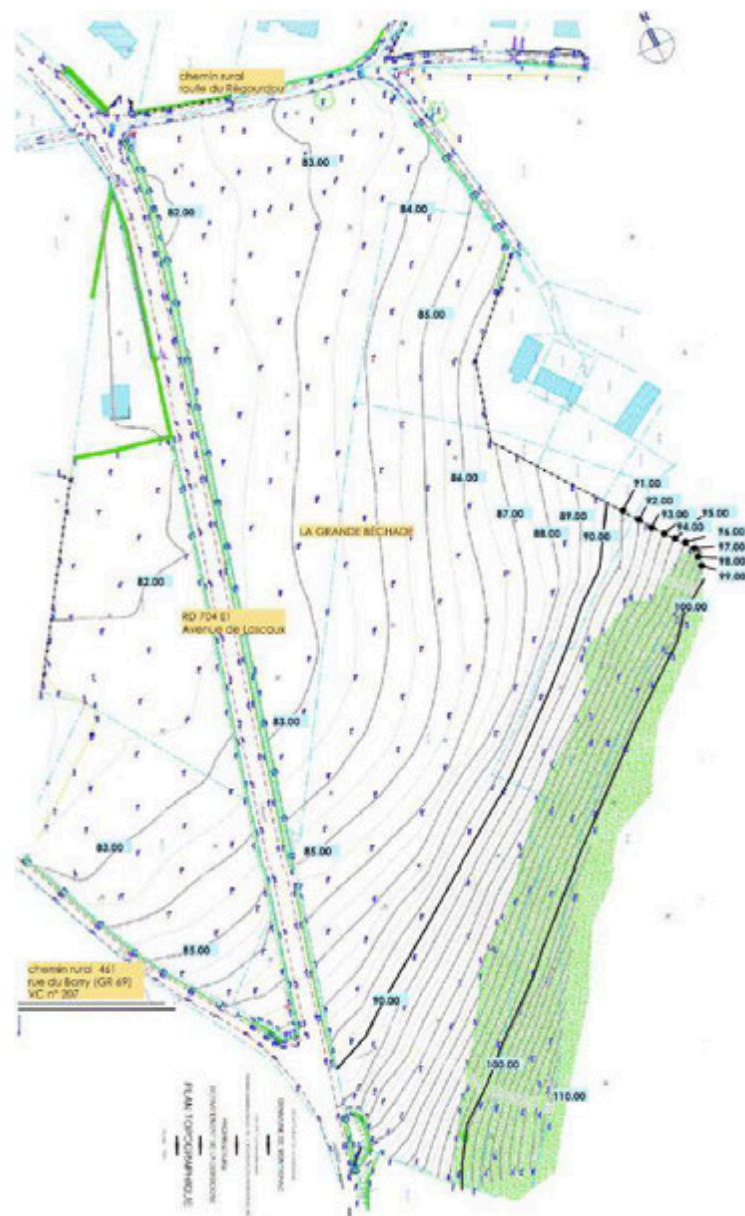 N
chemin rural
route du Régourdou
83.00
82.00
84.00
85.00
86.00
87.00
88.00
89.00
90.00
91.00
92.00
93.00
94.00
95.00
96.00
97.00
98.00
99.00
100.00
LA GRANDE BÉCHADE
82.00
RD 704 E1
Avenue de Lascaux
83.00
83.00
85.00
85.00
chemin rural 461
rue du Barry (GR 69)
VC n° 207
90.00
100.00
110.00
PLAN TOPOGRAPHIQUE